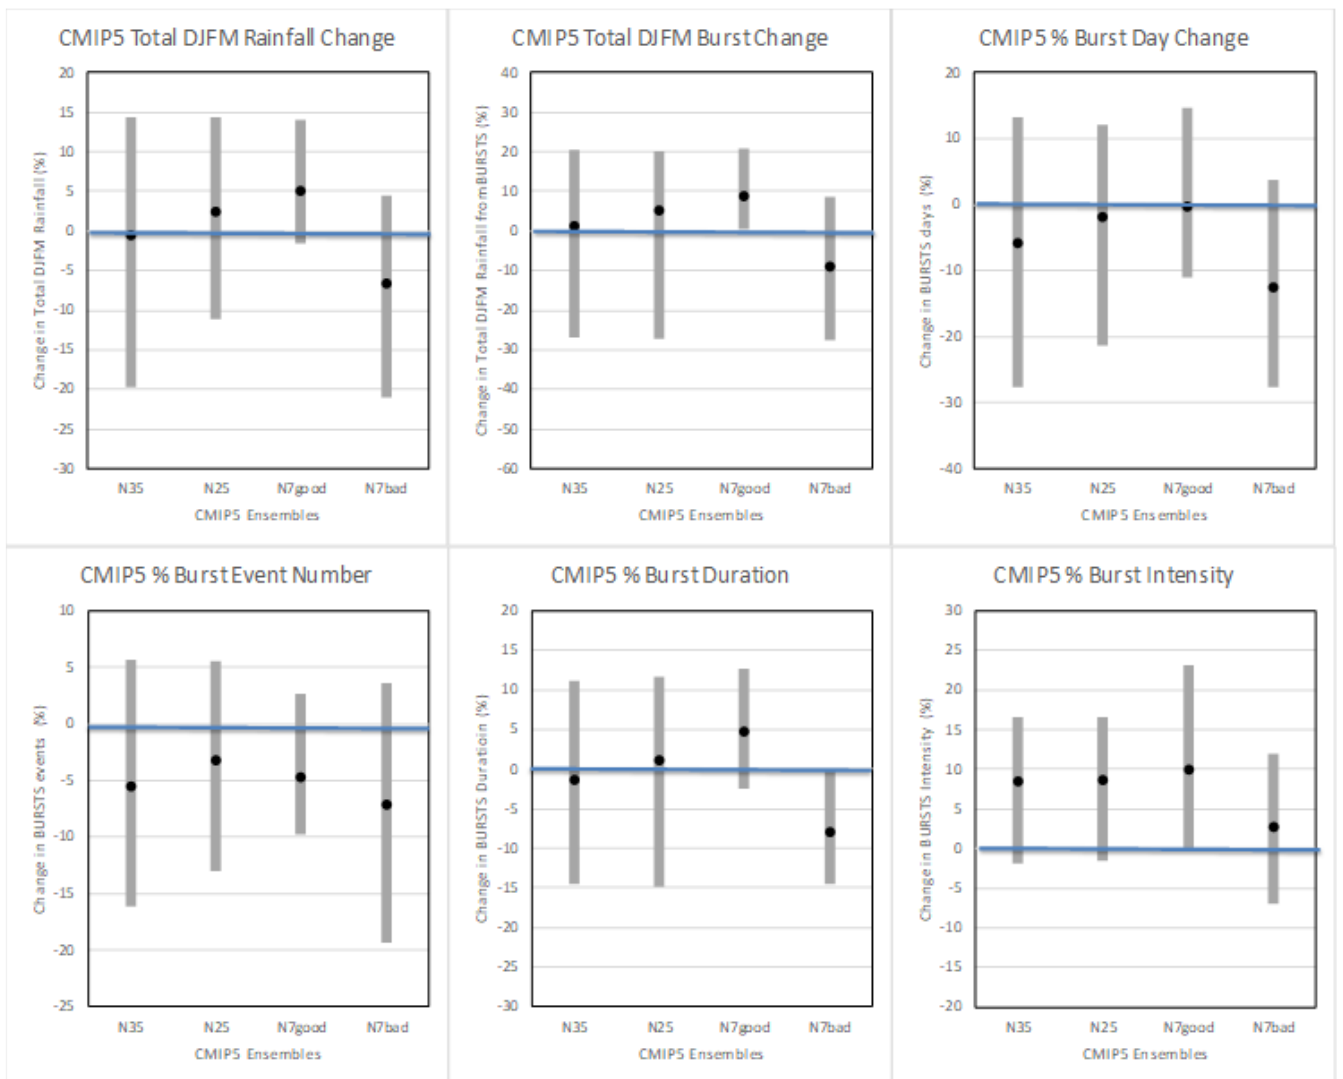 CMIP5 Total DJFM Rainfall Change
Change in Total DJFM Rainfall (%)
20
15
10
5
0
-5
-10
-15
-20
-25
-30
N35 N25 N7good N7bad
CMIP5 Ensembles
CMIP5 Total DJFM Burst Change
Change in Total DJFM Rainfall from BURSTS (%)
40
30
20
10
0
-10
-20
-30
-40
-50
-60
N35 N25 N7good N7bad
CMIP5 Ensembles
CMIP5 % Burst Day Change
Change in BURSTS days (%)
20
10
0
-10
-20
-30
-40
N35 N25 N7good N7bad
CMIP5 Ensembles
CMIP5 % Burst Event Number
Change in BURSTS events (%)
10
5
0
-5
-10
-15
-20
-25
N35 N25 N7good N7bad
CMIP5 Ensembles
CMIP5 % Burst Duration
Change in BURSTS Duratioin (%)
20
15
10
5
0
-5
-10
-15
-20
-25
-30
N35 N25 N7good N7bad
CMIP5 Ensembles
CMIP5 % Burst Intensity
Change in BURSTS Intensity (%)
30
25
20
15
10
5
0
-5
-10
-15
-20
N35 N25 N7good N7bad
CMIP5 Ensembles